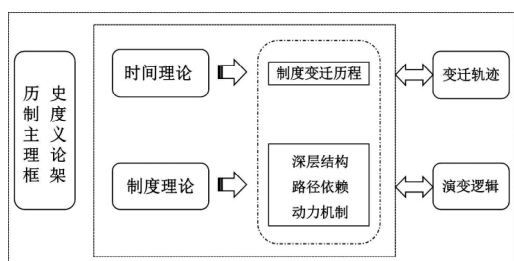 历史
制度
主义
理论
框架
时间理论
制度变迁历程
变迁轨迹
制度理论
深层结构
路径依赖
动力机制
演变逻辑